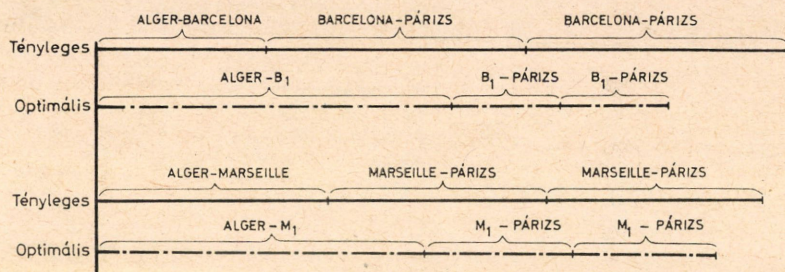 ALGER-BARCELONA BARCELONA-PÁRIZS BARCELONA-PÁRIZS
Tényleges
ALGER-B₁ B₁-PÁRIZS B₁-PÁRIZS
Optimális
ALGER-MARSEILLE MARSEILLE-PÁRIZS MARSEILLE-PÁRIZS
Tényleges
ALGER-M₁ M₁-PÁRIZS M₁-PÁRIZS
Optimális